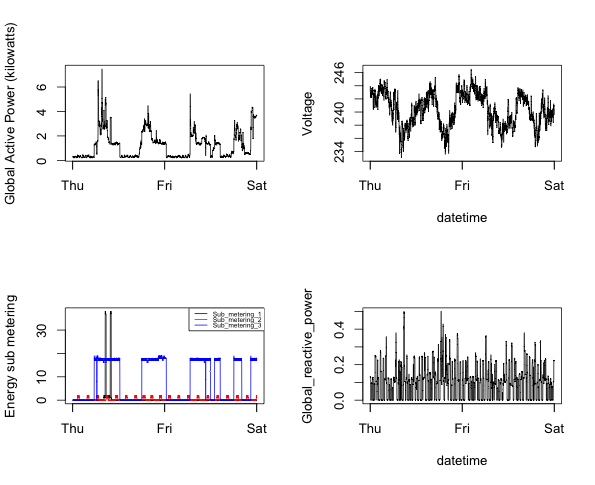 Global Active Power (kilowatts)
6
4
2
0
Thu
Fri
Sat
Voltage
246
240
234
Thu
Fri
Sat
datetime
Energy sub metering
30
10
0
Sub_metering_1
Sub_metering_2
Sub_metering_3
Thu
Fri
Sat
Global_reactive_power
0.4
0.2
0.0
Thu
Fri
Sat
datetime